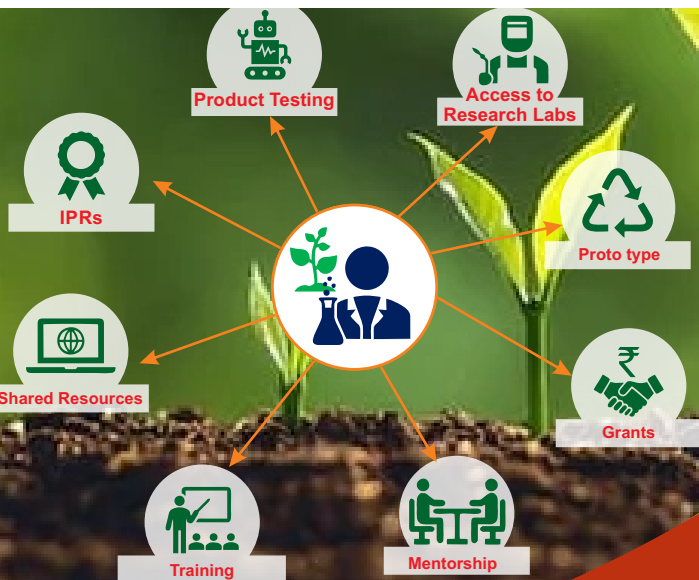 Product Testing
Access to
Research Labs
IPRs
Proto type
Shared Resources
₹
Grants
Training
Mentorship